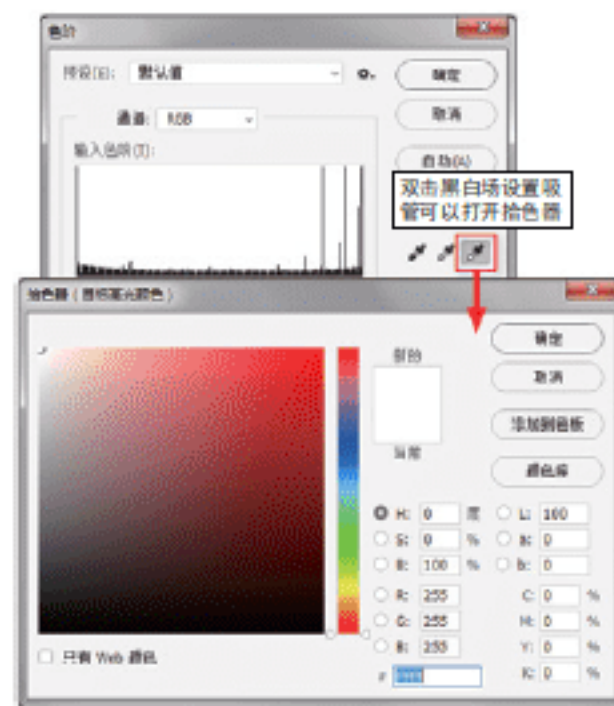 色阶
预设(E): 默认值
确定
通道: RGB
取消
输入色阶(I):
自动(A)
双击黑白场设置吸
管可以打开拾色器
拾色器（目标高光颜色）
新的
确定
取消
当前
添加到色板
颜色库
H: 0 度
L: 100
S: 0 %
a: 0
B: 100 %
b: 0
R: 255
C: 0 %
G: 255
M: 0 %
B: 255
Y: 0 %
只有 Web 颜色
#
K: 0 %